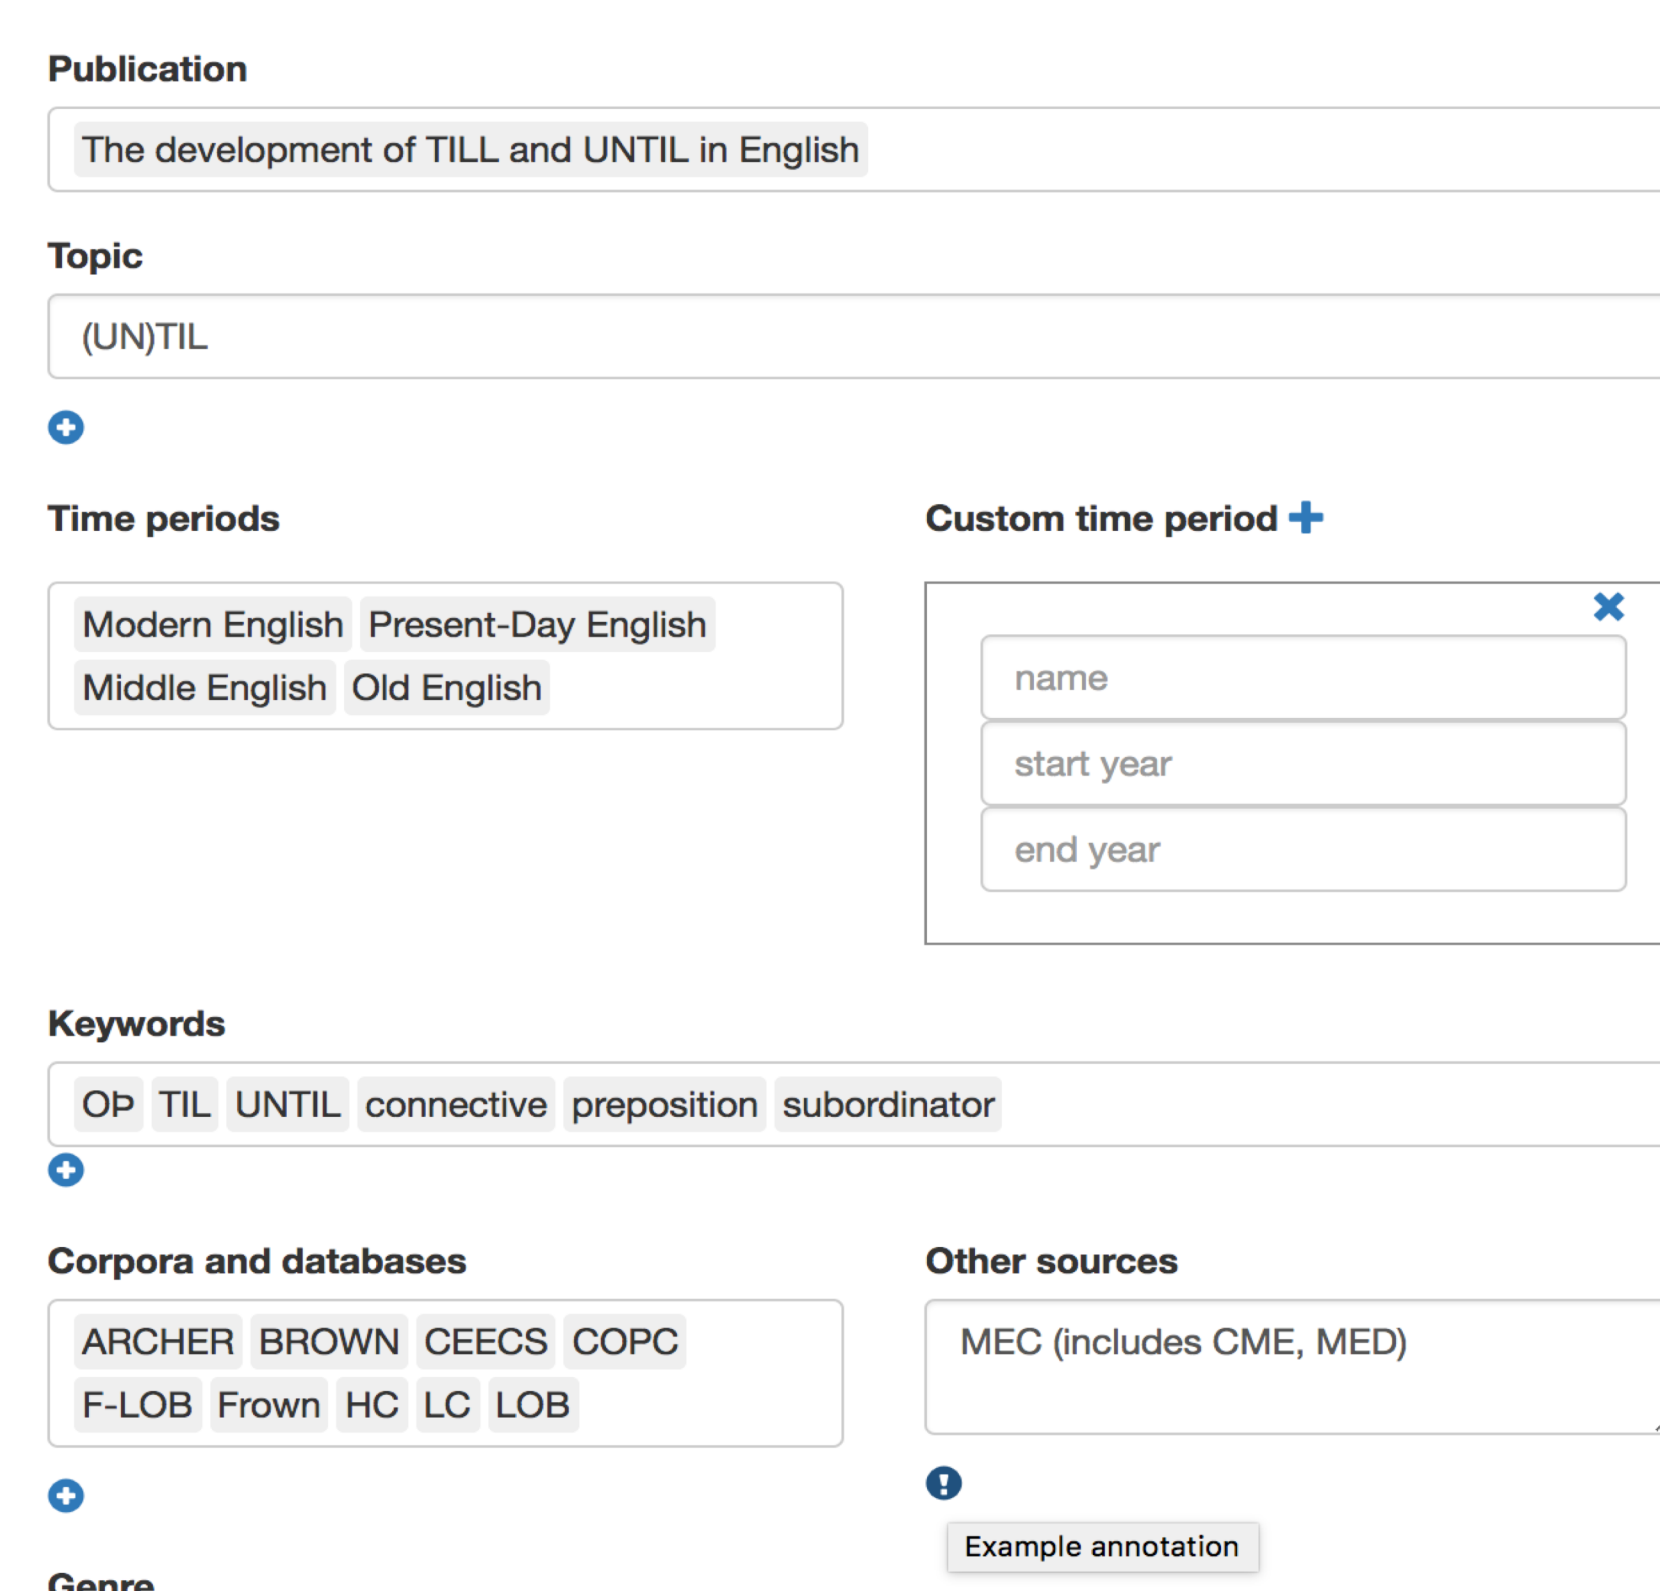 Publication
The development of TILL and UNTIL in English
Topic
(UN)TIL
Time periods
Custom time period
Modern English Present-Day English
Middle English Old English
name
start year
end year
Keywords
OÞ TIL UNTIL connective preposition subordinator
Corpora and databases
Other sources
ARCHER BROWN CEECS COPC
F-LOB Frown HC LC LOB
MEC (includes CME, MED)
Example annotation
Genre